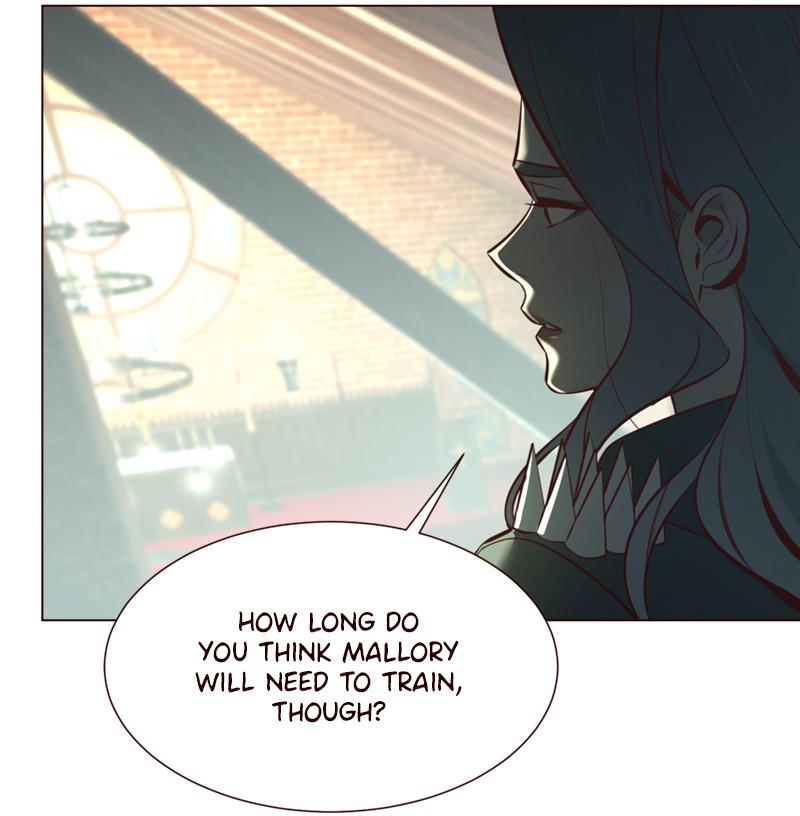 HOW LONG DO
YOU THINK MALLORY
WILL NEED TO TRAIN,
THOUGH?